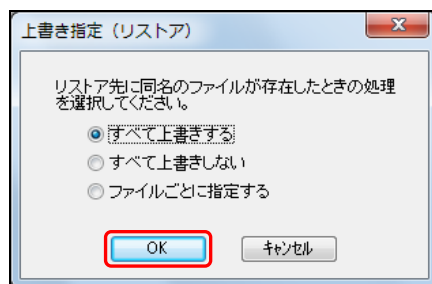 上書き指定（リストア）
リストア先に同名のファイルが存在したときの処理
を選択してください。
すべて上書きする
すべて上書きしない
ファイルごとに指定する
OK
キャンセル